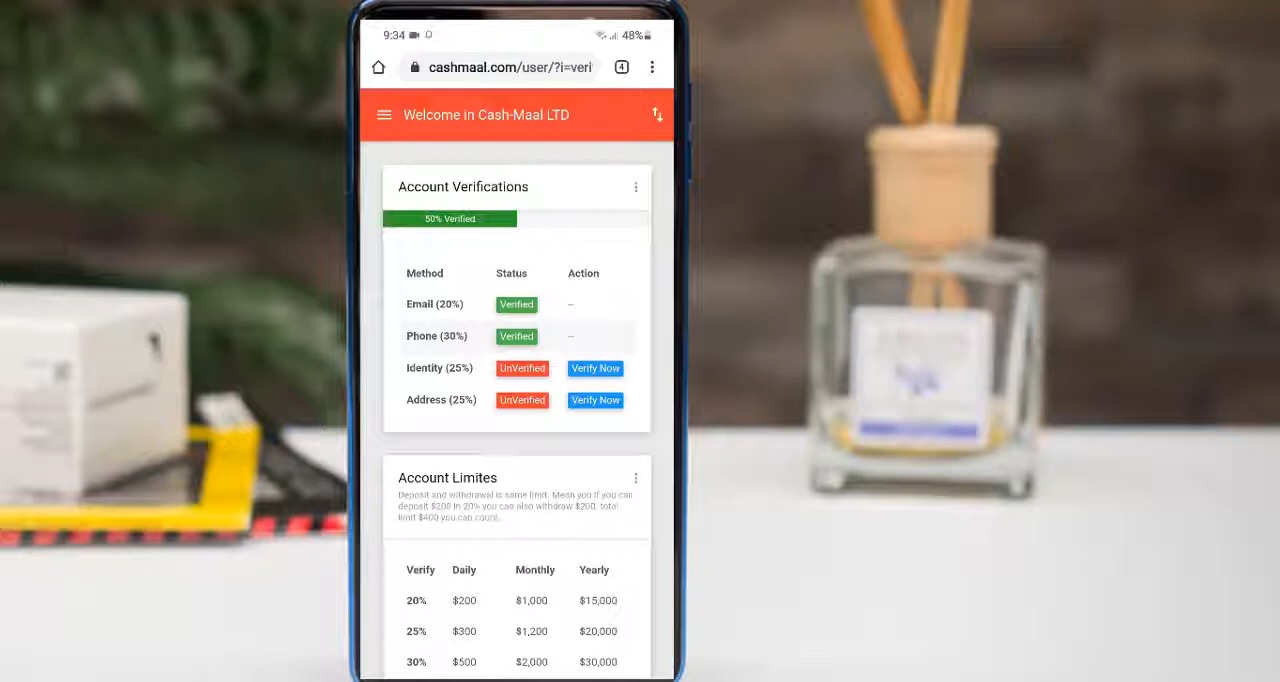 9:34 48%
cashmaal.com/user/?i=veri 4
Welcome in Cash-Maal LTD
Account Verifications
50% Verified
Method Status Action
Email (20%) Verified –
Phone (30%) Verified –
Identity (25%) UnVerified Verify Now
Address (25%) UnVerified Verify Now
Account Limites
Deposit and withdrawal is same limit. Mean you if you can
deposit $200 in 20% you can also withdraw $200, total
limit $400 you can count.
Verify Daily Monthly Yearly
20% $200 $1,000 $15,000
25% $300 $1,200 $20,000
30% $500 $2,000 $30,000